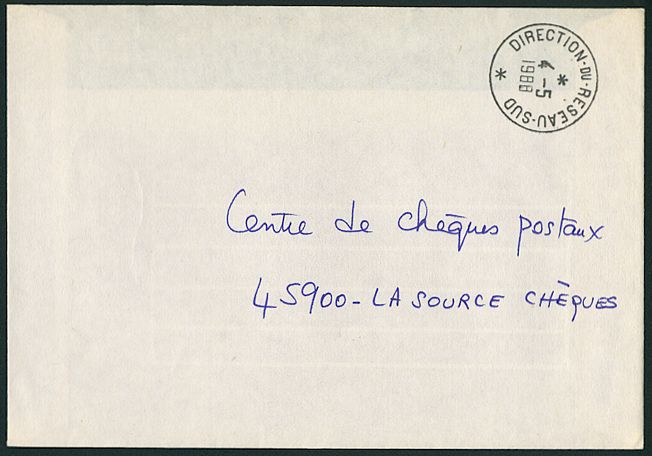 DIRECTION-DU-RESEAU-SUD
* 4-5 *
1988
Centre de chèques postaux
45900-LA SOURCE CHÈQUES